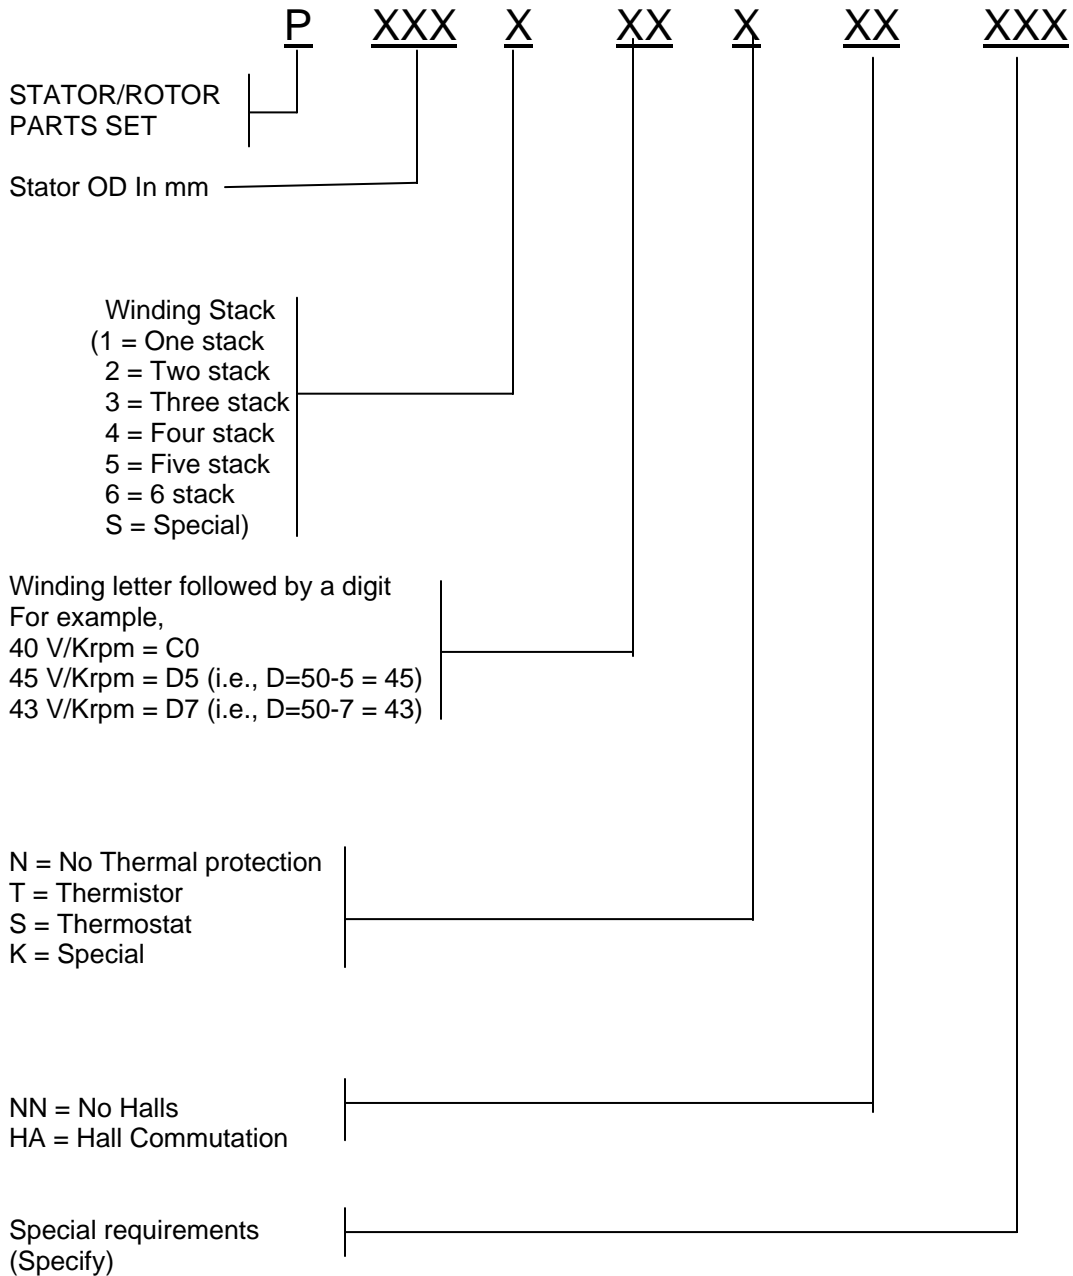 P XXX X XX X XX XXX
STATOR/ROTOR
PARTS SET
Stator OD In mm
Winding Stack
(1 = One stack
2 = Two stack
3 = Three stack
4 = Four stack
5 = Five stack
6 = 6 stack
S = Special)
Winding letter followed by a digit
For example,
40 V/Krpm = C0
45 V/Krpm = D5 (i.e., D=50-5 = 45)
43 V/Krpm = D7 (i.e., D=50-7 = 43)
N = No Thermal protection
T = Thermistor
S = Thermostat
K = Special
NN = No Halls
HA = Hall Commutation
Special requirements
(Specify)